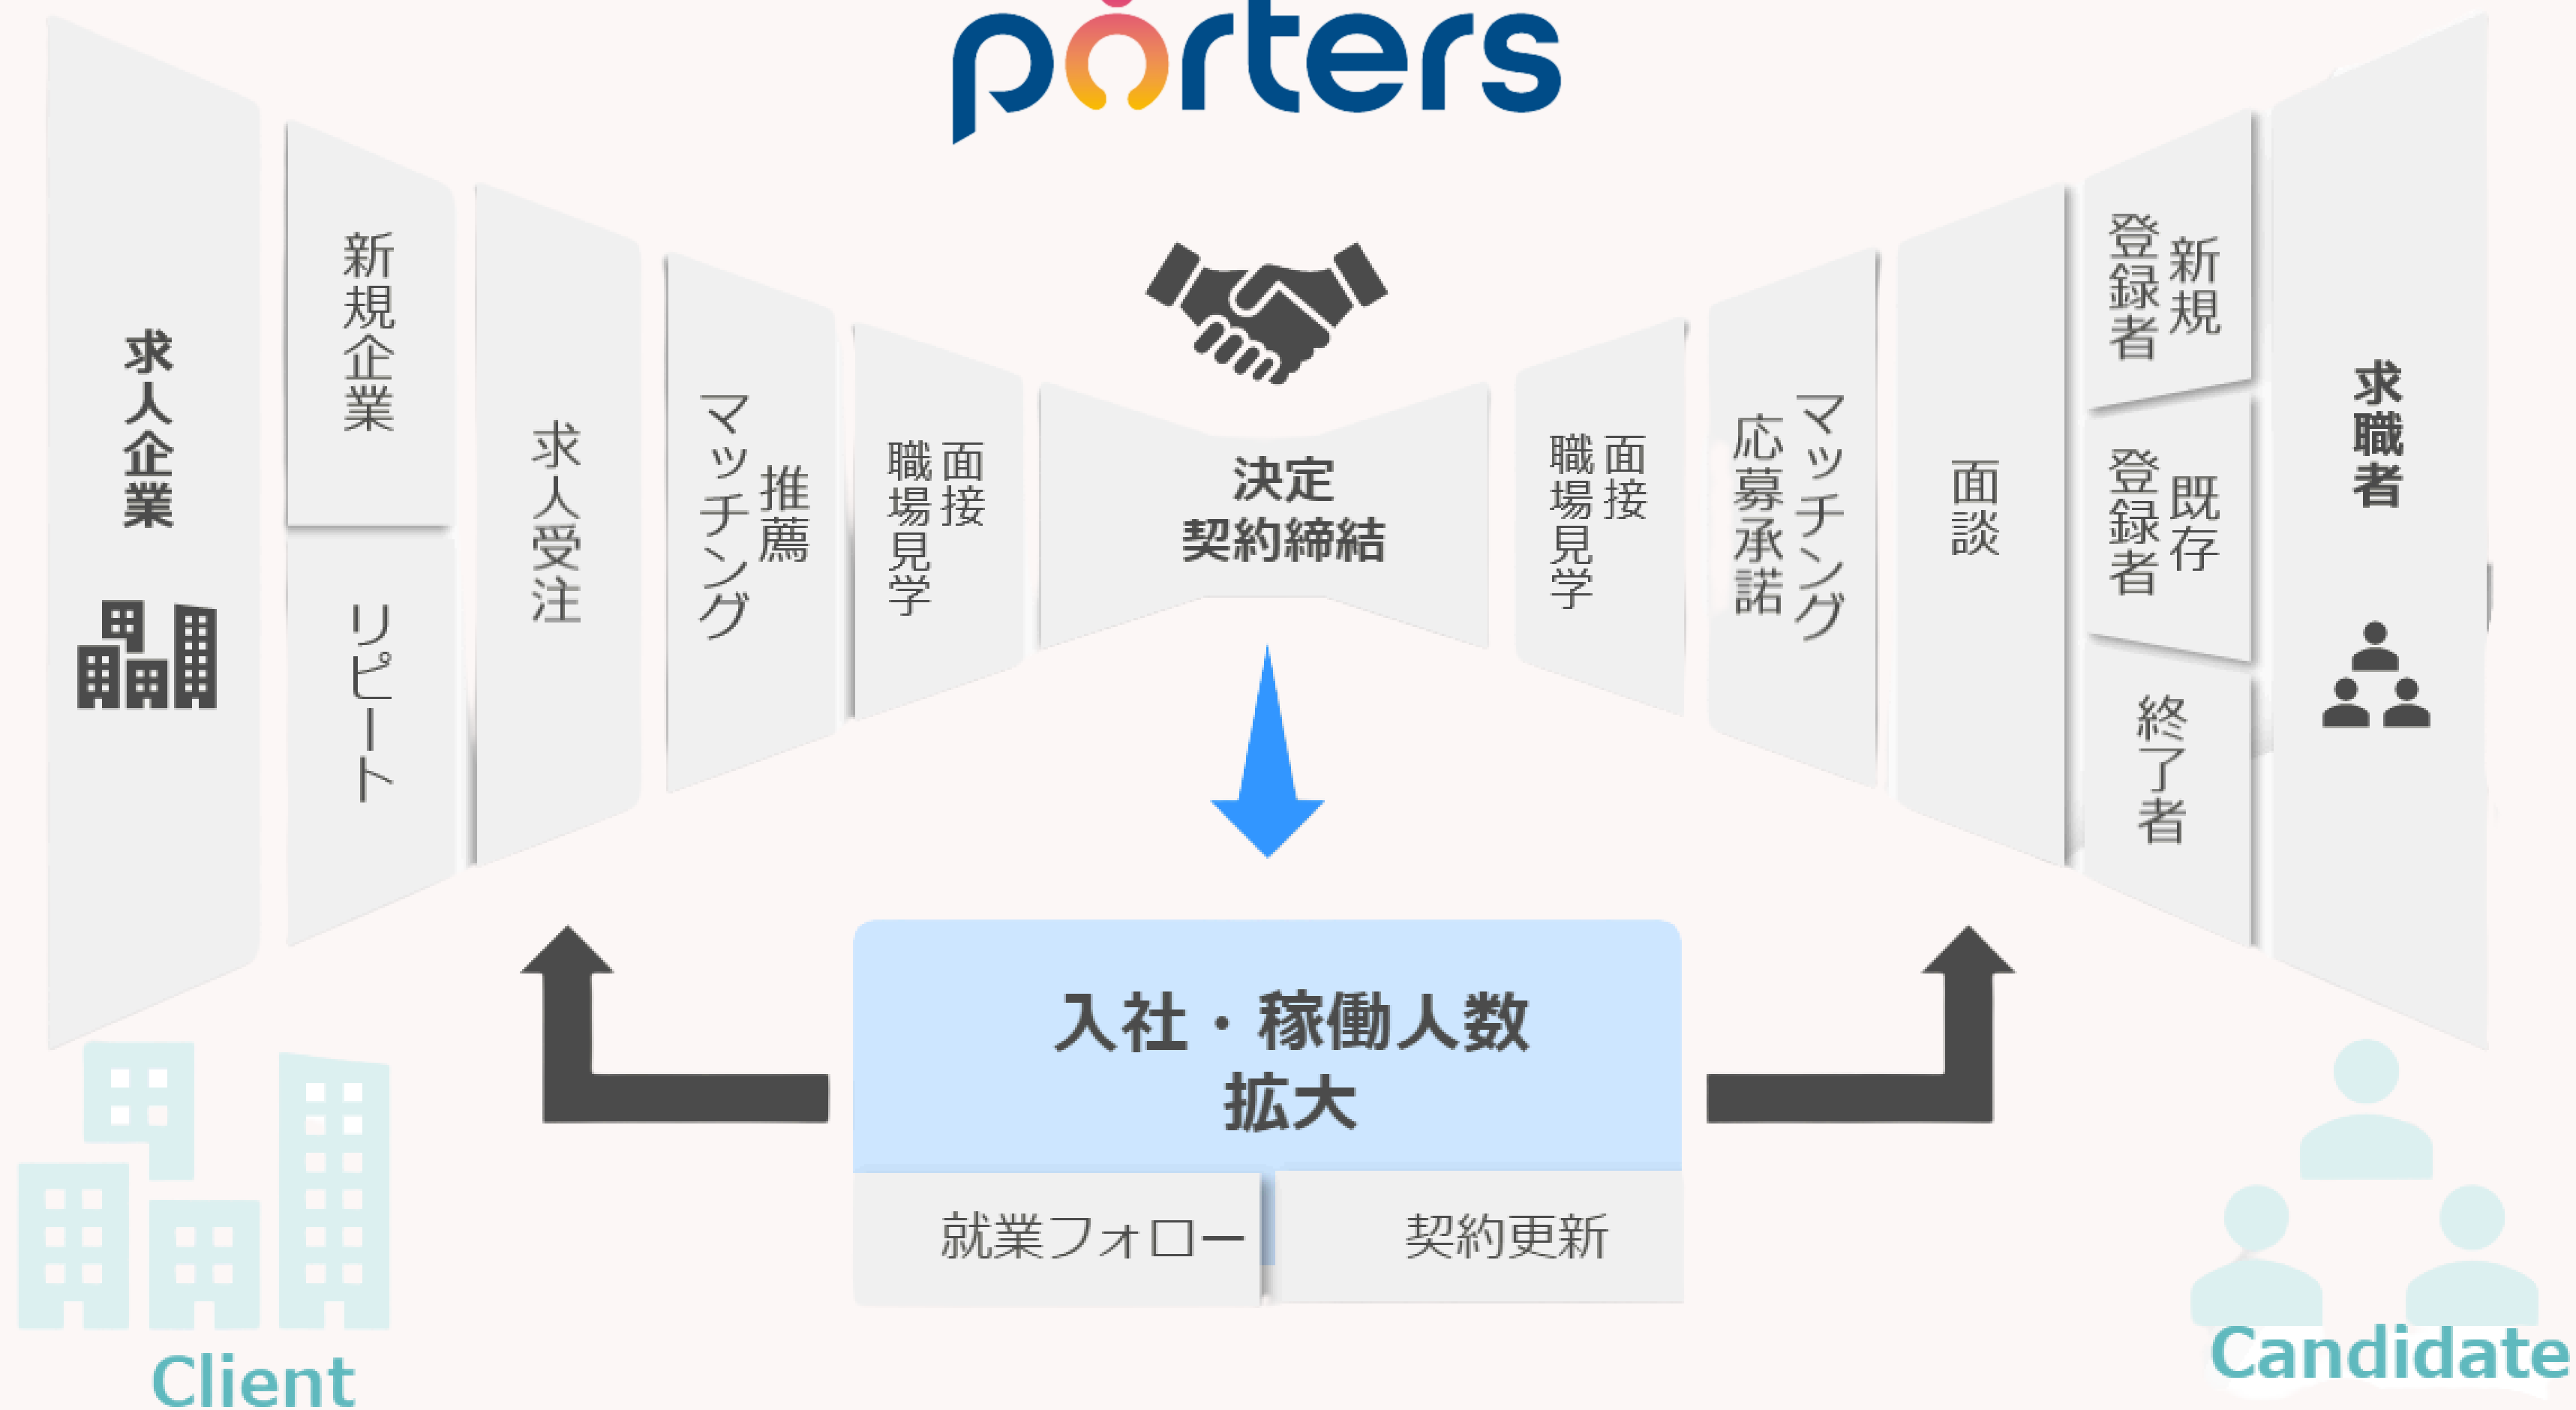 porters
求人企業
新規企業
リピート
求人受注
推薦
マッチング
面接
職場見学
決定
契約締結
面接
職場見学
マッチング
応募承諾
面談
新規
登録者
既存
登録者
終了者
求職者
入社・稼働人数
拡大
就業フォロー
契約更新
Client
Candidate